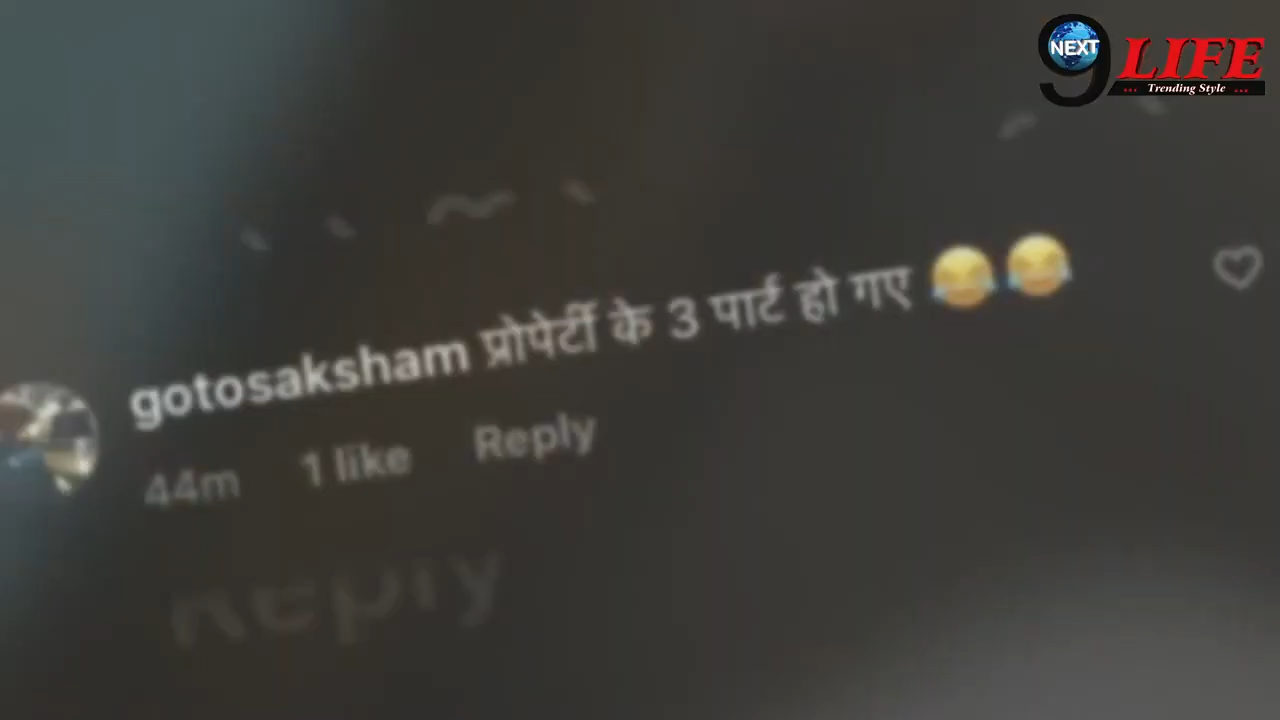 9 NEXT LIFE
... Trending Style ...
gotosaksham प्रोपेर्टी के 3 पार्ट हो गए 😂😂
44m 1 like Reply
Reply